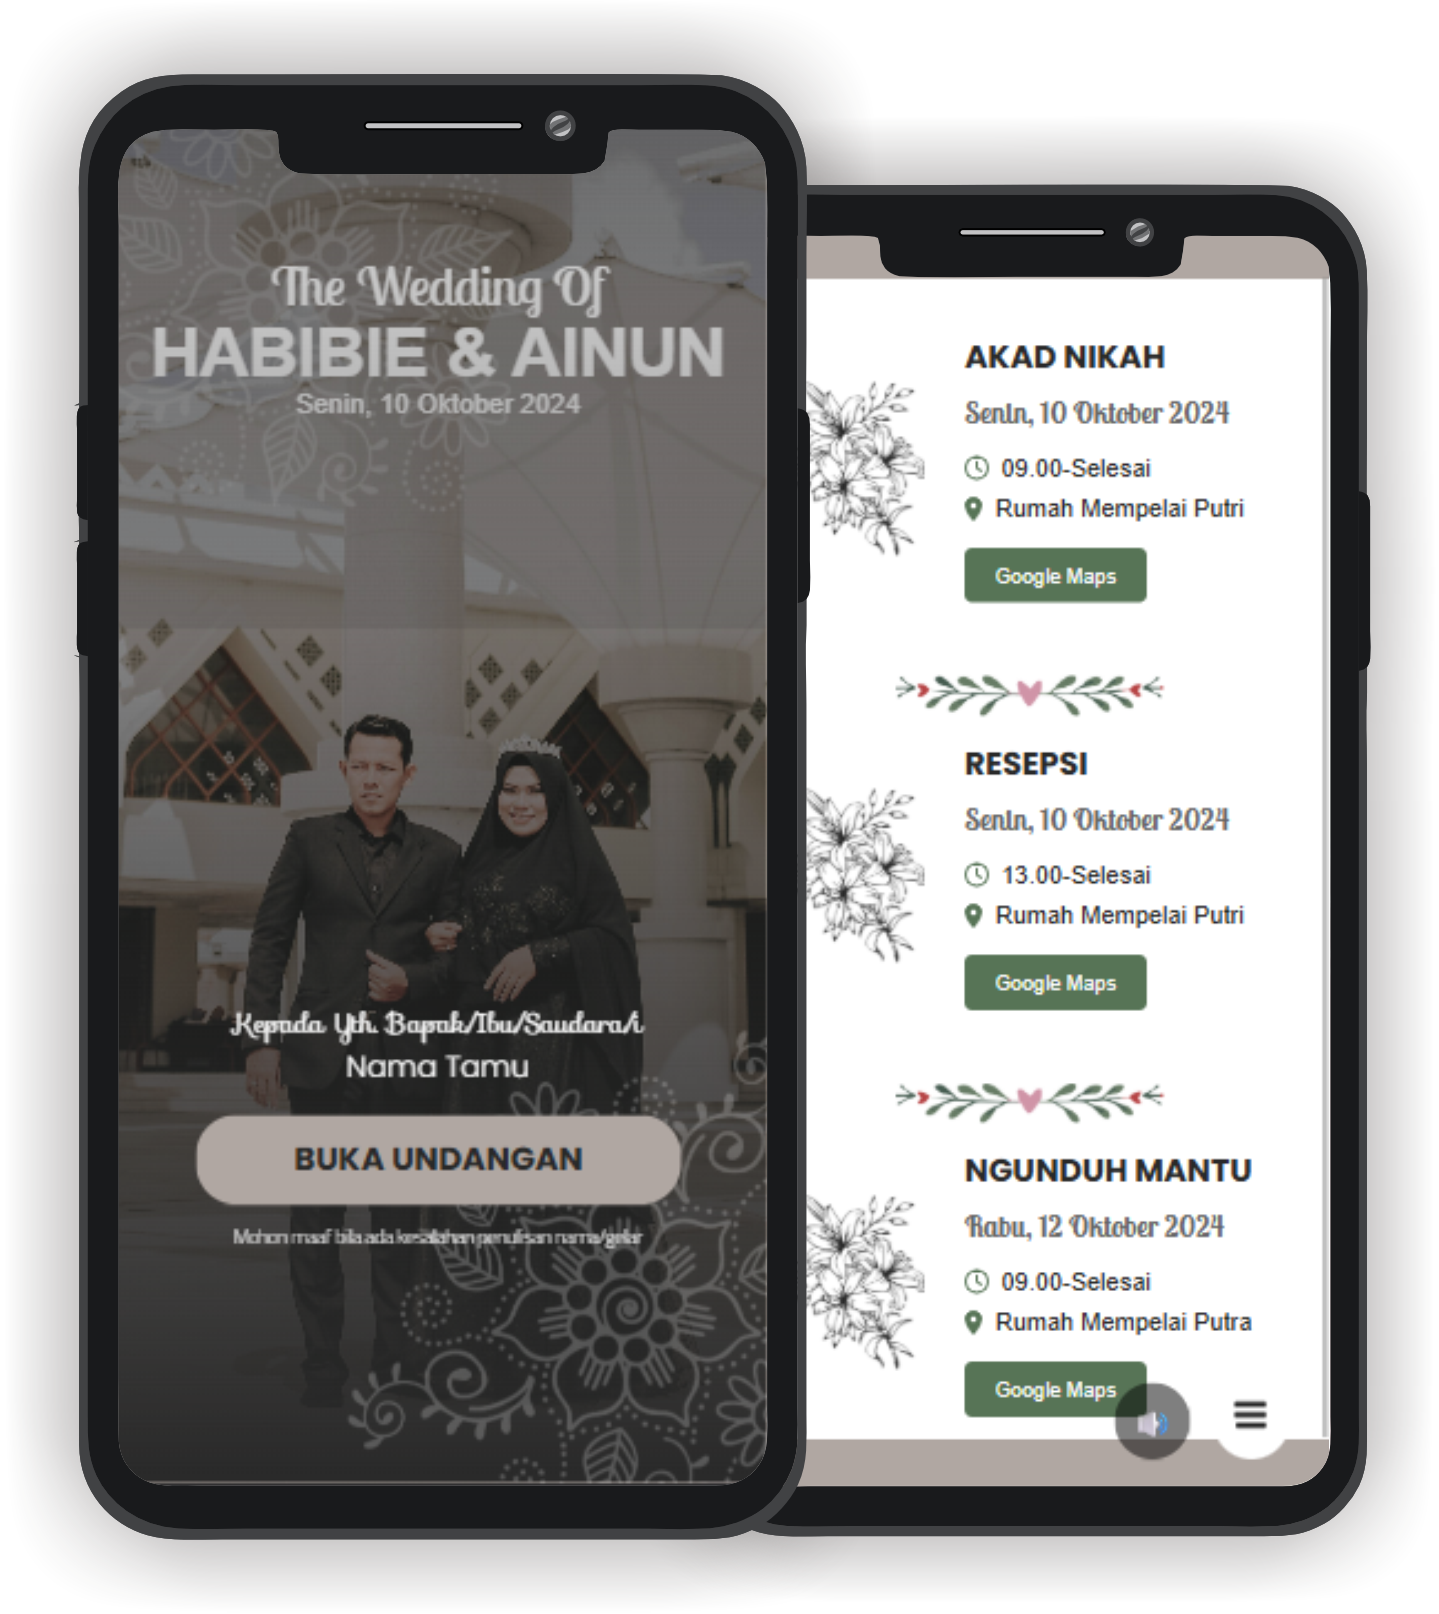 The Wedding Of
HABIBIE & AINUN
Senin, 10 Oktober 2024
Kepada Yth. Bapak/Ibu/Saudara/i
Nama Tamu
BUKA UNDANGAN
Mohon maaf bila ada kesalahan penulisan nama/gelar
AKAD NIKAH
Senin, 10 Oktober 2024
09.00-Selesai
Rumah Mempelai Putri
Google Maps
RESEPSI
Senin, 10 Oktober 2024
13.00-Selesai
Rumah Mempelai Putri
Google Maps
NGUNDUH MANTU
Rabu, 12 Oktober 2024
09.00-Selesai
Rumah Mempelai Putra
Google Maps